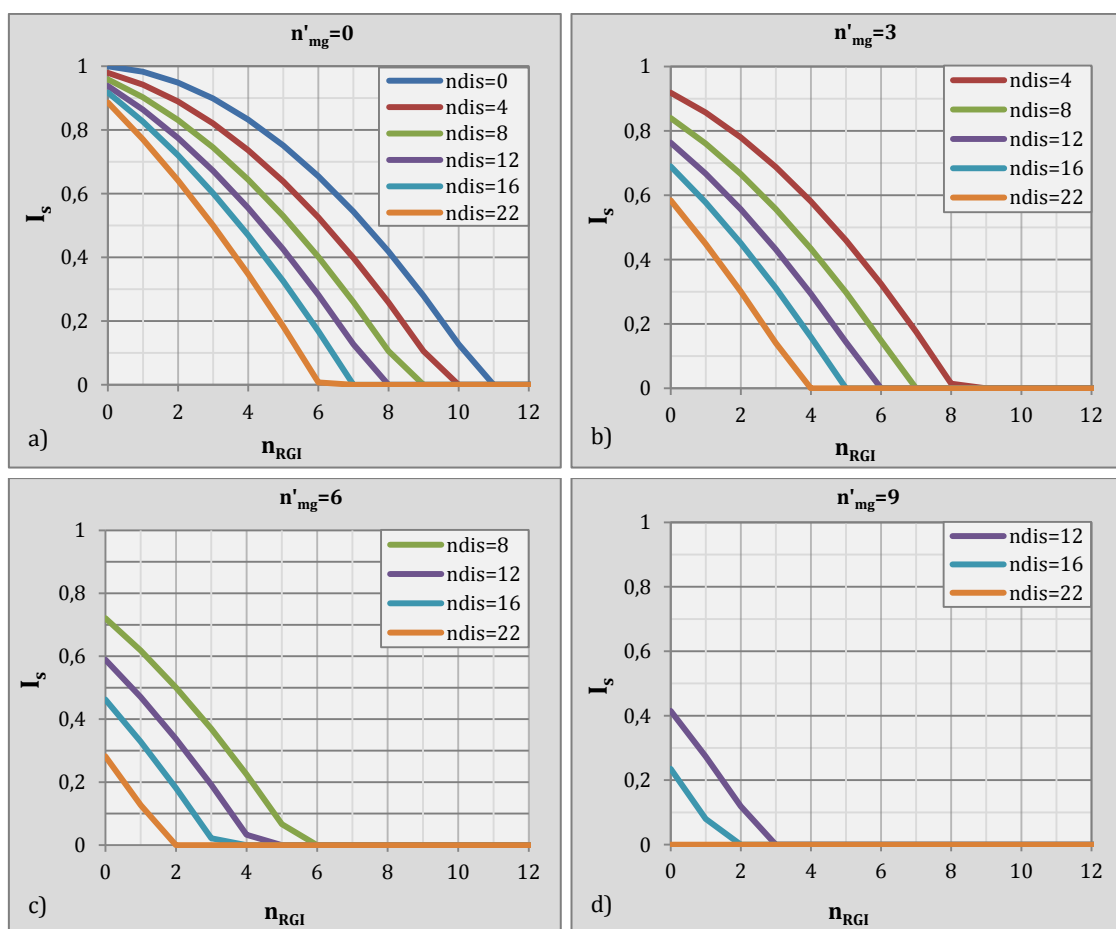 n'mg=0
1
0,8
0,6
0,4
0,2
0
Is
ndis=0
ndis=4
ndis=8
ndis=12
ndis=16
ndis=22
0 2 4 6 8 10 12
a)
nRGI
n'mg=3
1
0,8
0,6
0,4
0,2
0
Is
ndis=4
ndis=8
ndis=12
ndis=16
ndis=22
0 2 4 6 8 10 12
b)
nRGI
n'mg=6
1
0,8
0,6
0,4
0,2
0
Is
ndis=8
ndis=12
ndis=16
ndis=22
0 2 4 6 8 10 12
c)
nRGI
n'mg=9
1
0,8
0,6
0,4
0,2
0
Is
ndis=12
ndis=16
ndis=22
0 2 4 6 8 10 12
d)
nRGI